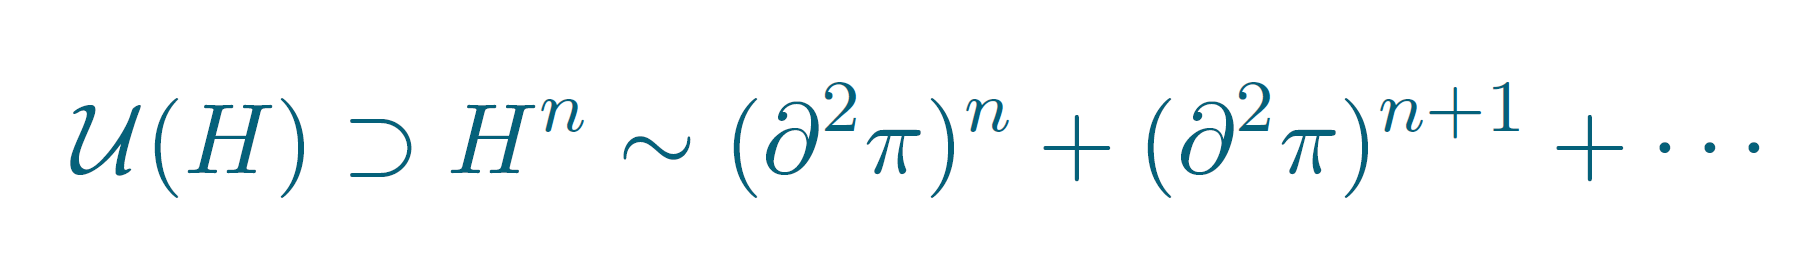 𝒰(H) ⊃ Hⁿ ∼ (∂²π)ⁿ + (∂²π)ⁿ⁺¹ + ⋯